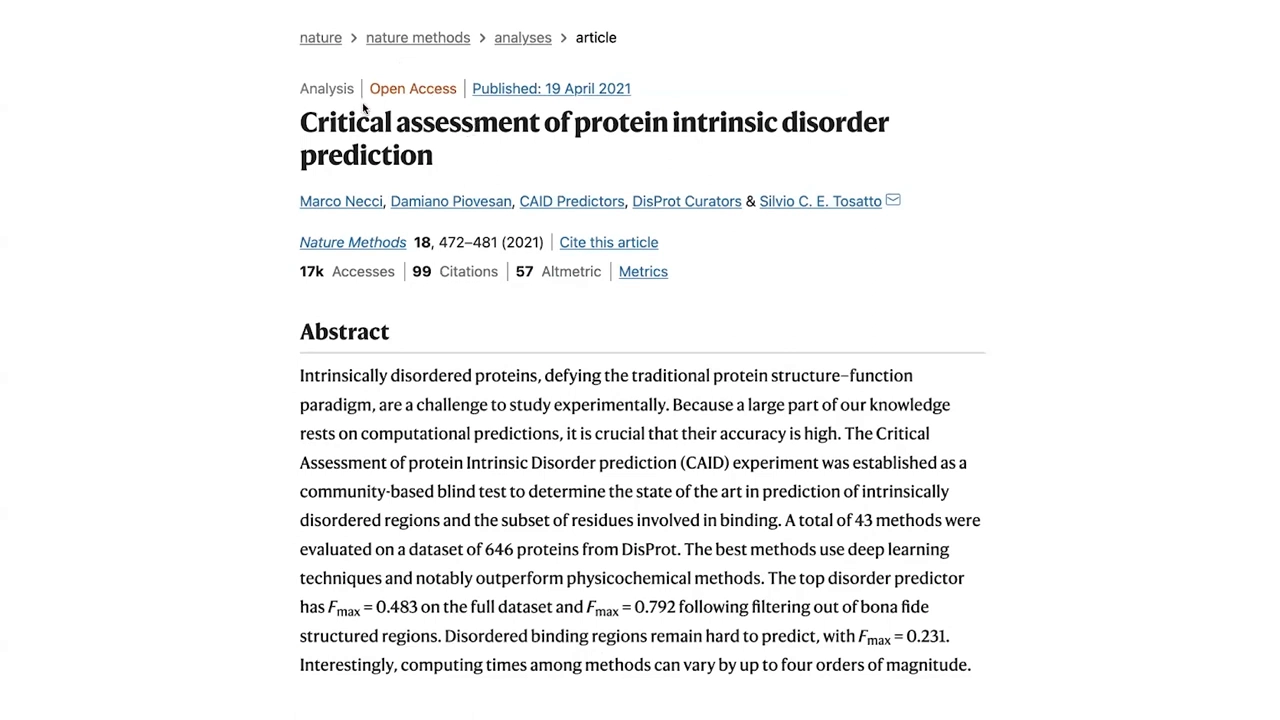 nature > nature methods > analyses > article
Analysis | Open Access | Published: 19 April 2021
Critical assessment of protein intrinsic disorder
prediction
Marco Necci, Damiano Piovesan, CAID Predictors, DisProt Curators & Silvio C. E. Tosatto
Nature Methods 18, 472–481 (2021) | Cite this article
17k Accesses | 99 Citations | 57 Altmetric | Metrics
Abstract
Intrinsically disordered proteins, defying the traditional protein structure–function
paradigm, are a challenge to study experimentally. Because a large part of our knowledge
rests on computational predictions, it is crucial that their accuracy is high. The Critical
Assessment of protein Intrinsic Disorder prediction (CAID) experiment was established as a
community-based blind test to determine the state of the art in prediction of intrinsically
disordered regions and the subset of residues involved in binding. A total of 43 methods were
evaluated on a dataset of 646 proteins from DisProt. The best methods use deep learning
techniques and notably outperform physicochemical methods. The top disorder predictor
has Fmax = 0.483 on the full dataset and Fmax = 0.792 following filtering out of bona fide
structured regions. Disordered binding regions remain hard to predict, with Fmax = 0.231.
Interestingly, computing times among methods can vary by up to four orders of magnitude.